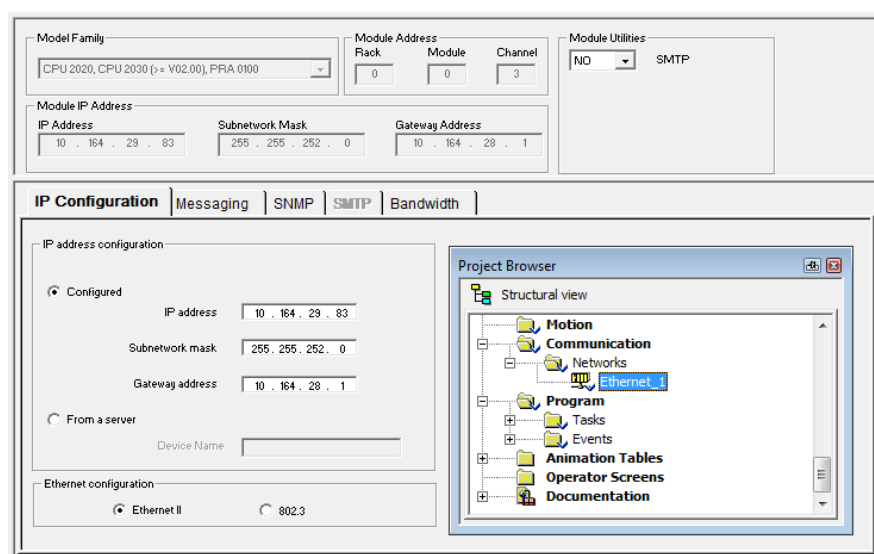 Model Family
CPU 2020, CPU 2030 (>= V02.00), PRA 0100
Module Address
Rack Module Channel
0 0 3
Module Utilities
NO SMTP
Module IP Address
IP Address Subnetwork Mask Gateway Address
10 . 164 . 29 . 83 255 . 255 . 252 . 0 10 . 164 . 28 . 1
IP Configuration Messaging SNMP SMTP Bandwidth
IP address configuration
Configured
IP address 10 . 164 . 29 . 83
Subnetwork mask 255 . 255 . 252 . 0
Gateway address 10 . 164 . 28 . 1
From a server
Device Name
Ethernet configuration
Ethernet II 802.3
Project Browser
Structural view
Motion
Communication
Networks
Ethernet_1
Program
Tasks
Events
Animation Tables
Operator Screens
Documentation